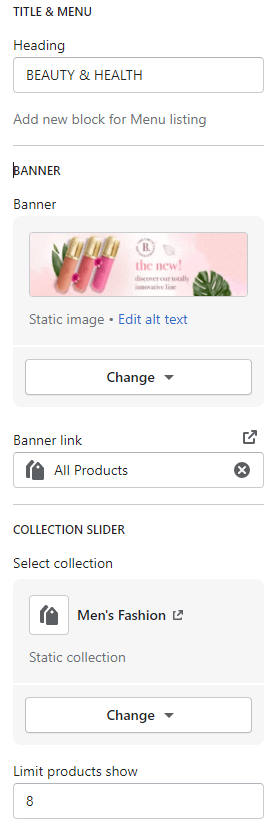 TITLE & MENU
Heading
BEAUTY & HEALTH
Add new block for Menu listing
BANNER
Banner
B.
the new!
discover our totally
innovative line
Static image • Edit alt text
Change
Banner link
All Products
COLLECTION SLIDER
Select collection
Men's Fashion
Static collection
Change
Limit products show
8